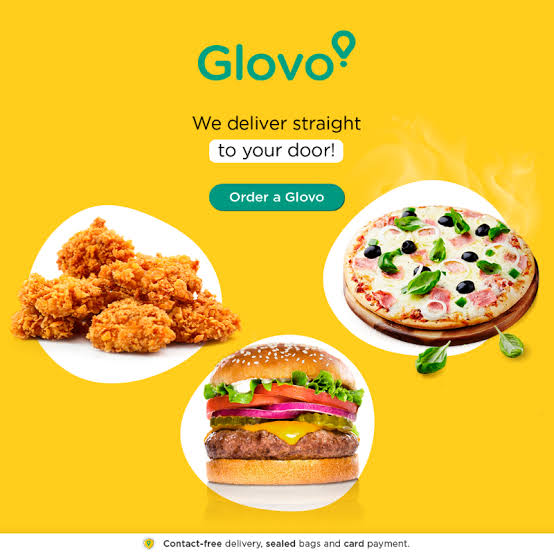 Glovo
We deliver straight
to your door!
Order a Glovo
Contact-free delivery, sealed bags and card payment.